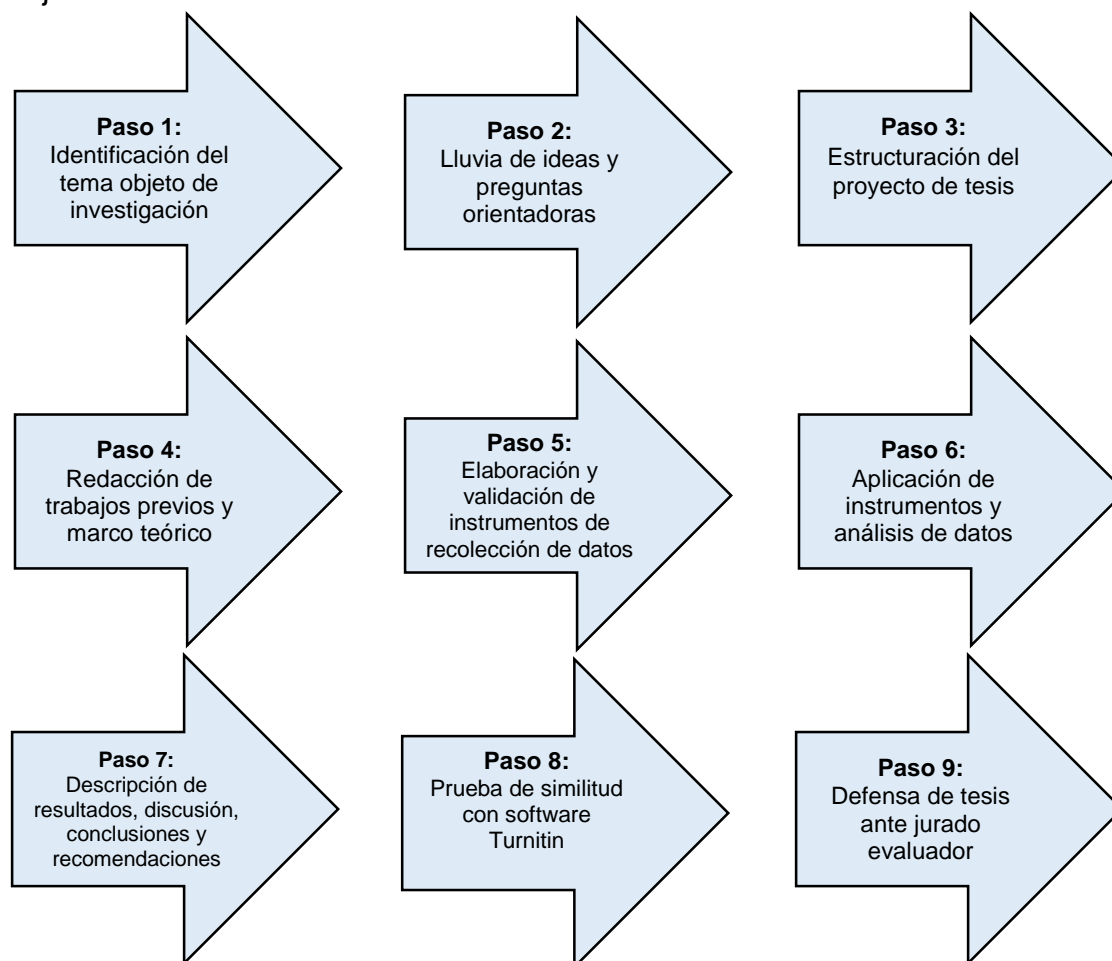 Paso 1:
Identificación del
tema objeto de
investigación
Paso 2:
Lluvia de ideas y
preguntas
orientadoras
Paso 3:
Estructuración del
proyecto de tesis
Paso 4:
Redacción de
trabajos previos y
marco teórico
Paso 5:
Elaboración y
validación de
instrumentos de
recolección de datos
Paso 6:
Aplicación de
instrumentos y
análisis de datos
Paso 7:
Descripción de
resultados, discusión,
conclusiones y
recomendaciones
Paso 8:
Prueba de similitud
con software
Turnitin
Paso 9:
Defensa de tesis
ante jurado
evaluador